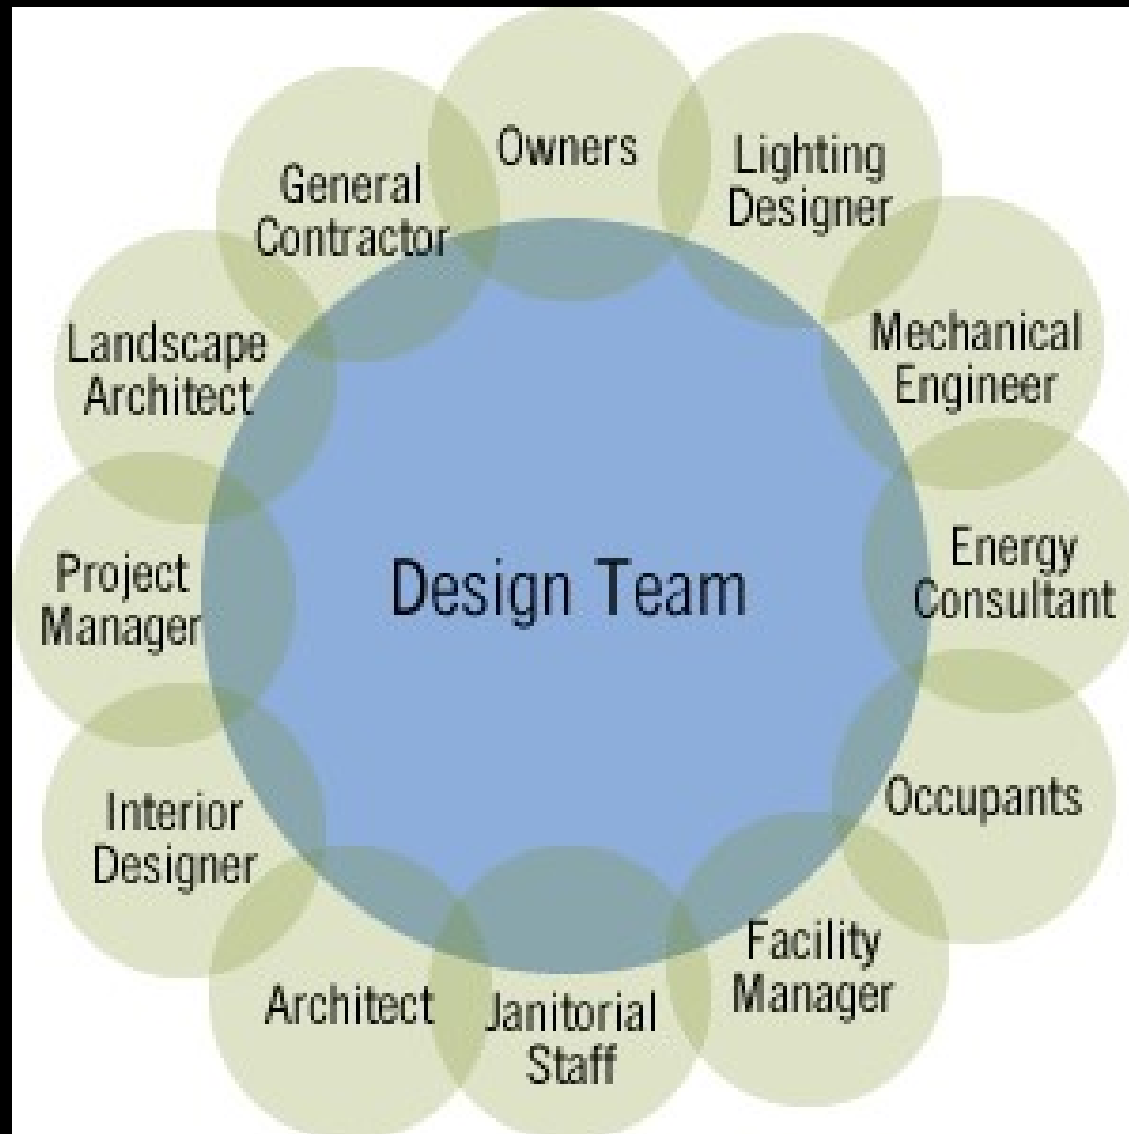 Owners
Lighting
Designer
Mechanical
Engineer
Energy
Consultant
Occupants
Facility
Manager
Janitorial
Staff
Architect
Interior
Designer
Project
Manager
Landscape
Architect
General
Contractor
Design Team